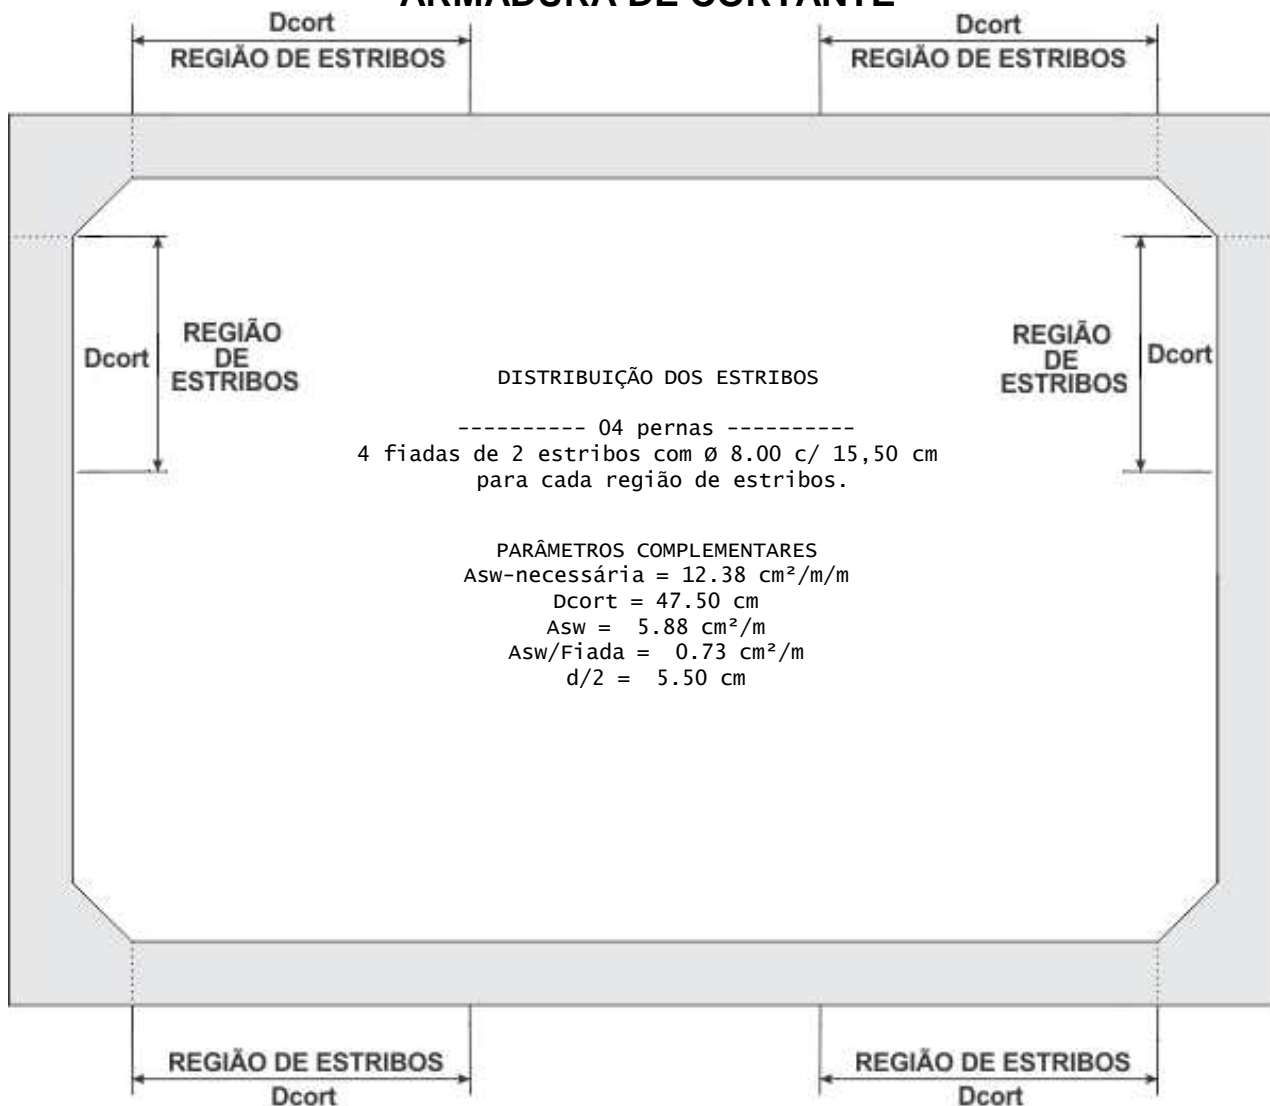 ARMADURA DE CORTANTE
Dcort
REGIÃO DE ESTRIBOS
Dcort
REGIÃO DE ESTRIBOS
Dcort
REGIÃO
DE
ESTRIBOS
REGIÃO
DE
ESTRIBOS
Dcort
DISTRIBUIÇÃO DOS ESTRIBOS
---------- 04 pernas ----------
4 fiadas de 2 estribos com Ø 8.00 c/ 15,50 cm
para cada região de estribos.
PARÂMETROS COMPLEMENTARES
Asw-necessária = 12.38 cm²/m/m
Dcort = 47.50 cm
Asw = 5.88 cm²/m
Asw/Fiada = 0.73 cm²/m
d/2 = 5.50 cm
REGIÃO DE ESTRIBOS
Dcort
REGIÃO DE ESTRIBOS
Dcort